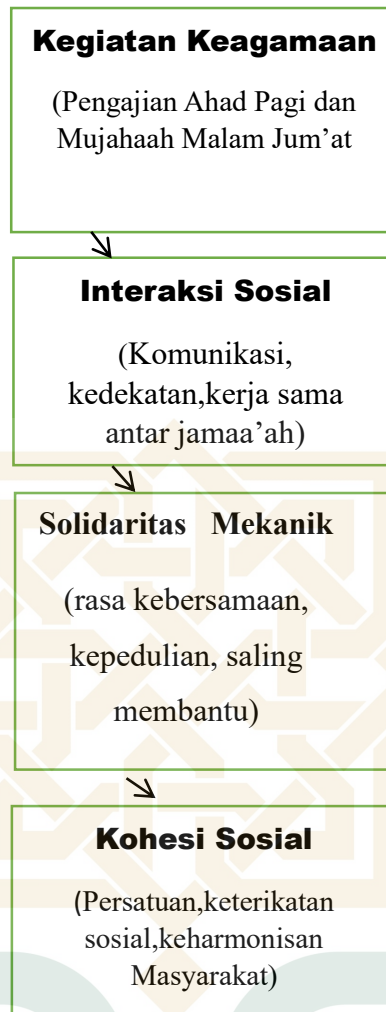 Kegiatan Keagamaan
(Pengajian Ahad Pagi dan
Mujahaah Malam Jum’at
Interaksi Sosial
(Komunikasi,
kedekatan,kerja sama
antar jamaa’ah)
Solidaritas Mekanik
(rasa kebersamaan,
kepedulian, saling
membantu)
Kohesi Sosial
(Persatuan,keterikatan
sosial,keharmonisan
Masyarakat)